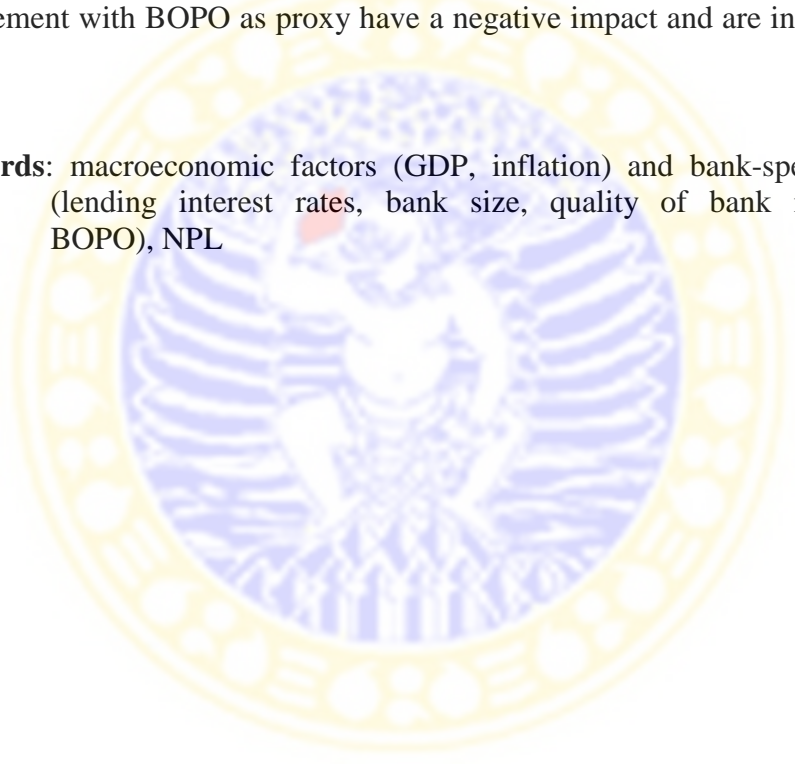 ement with BOPO as proxy have a negative impact and are in
rds: macroeconomic factors (GDP, inflation) and bank-spe
(lending interest rates, bank size, quality of bank
BOPO), NPL